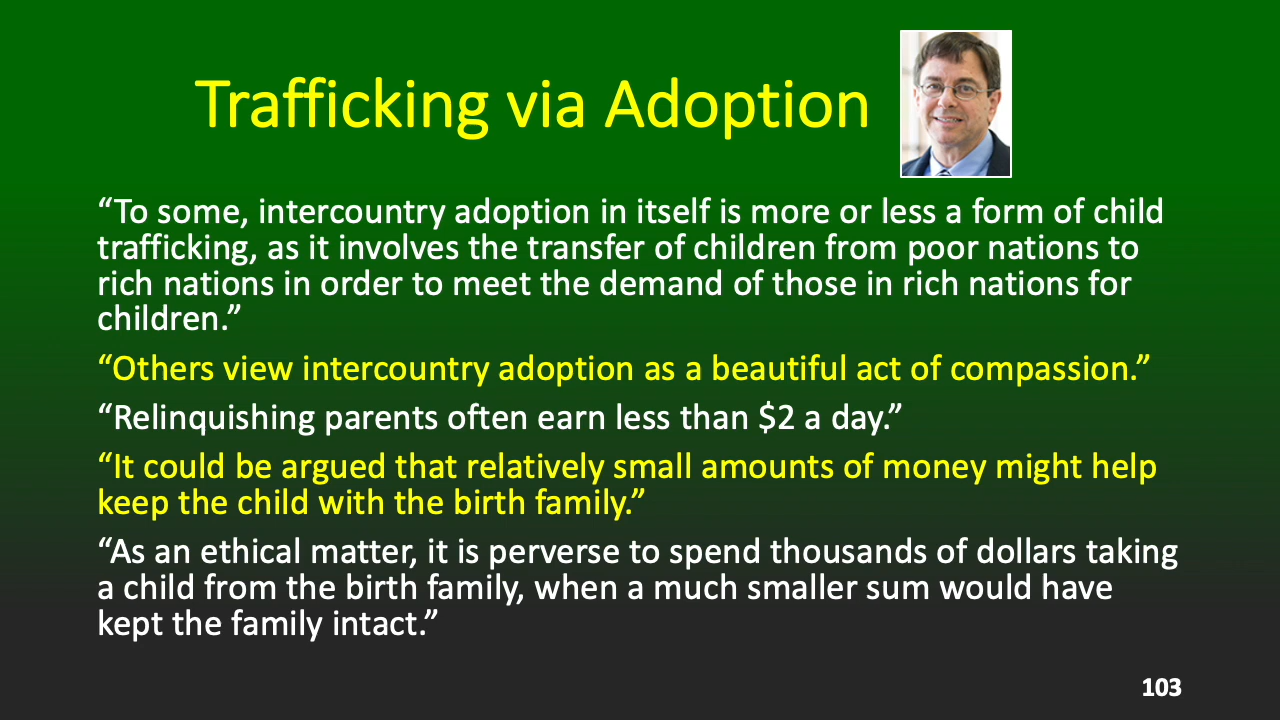 Trafficking via Adoption
“To some, intercountry adoption in itself is more or less a form of child
trafficking, as it involves the transfer of children from poor nations to
rich nations in order to meet the demand of those in rich nations for
children.”
“Others view intercountry adoption as a beautiful act of compassion.”
“Relinquishing parents often earn less than $2 a day.”
“It could be argued that relatively small amounts of money might help
keep the child with the birth family.”
“As an ethical matter, it is perverse to spend thousands of dollars taking
a child from the birth family, when a much smaller sum would have
kept the family intact.”
103